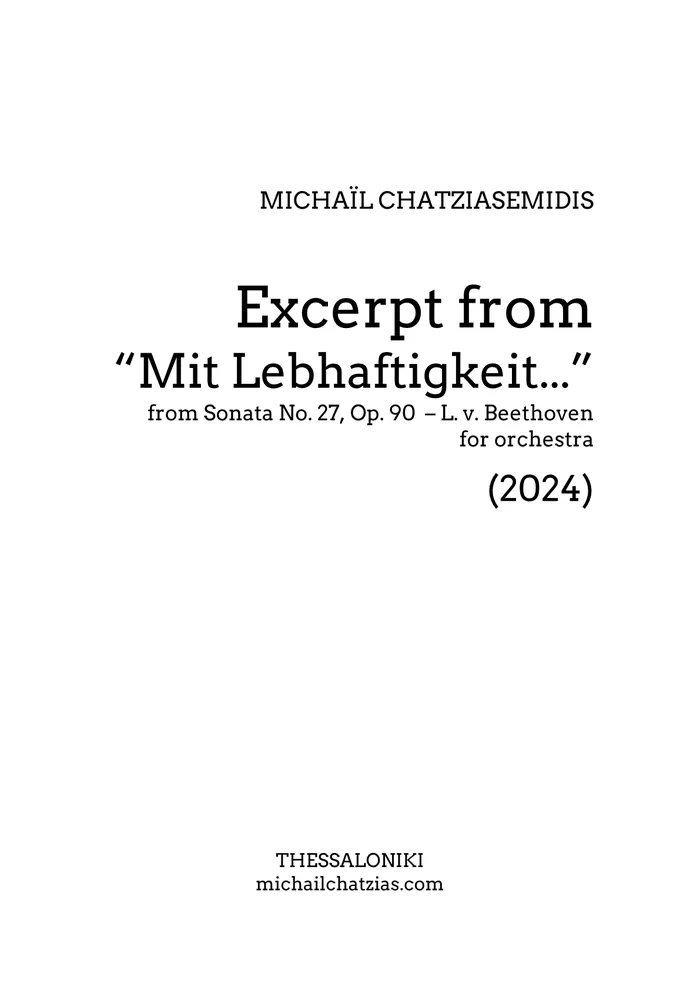 MICHAÏL CHATZIASEMIDIS
Excerpt from
“Mit Lebhaftigkeit...”
from Sonata No. 27, Op. 90 – L. v. Beethoven
for orchestra
(2024)
THESSALONIKI
michailchatzias.com